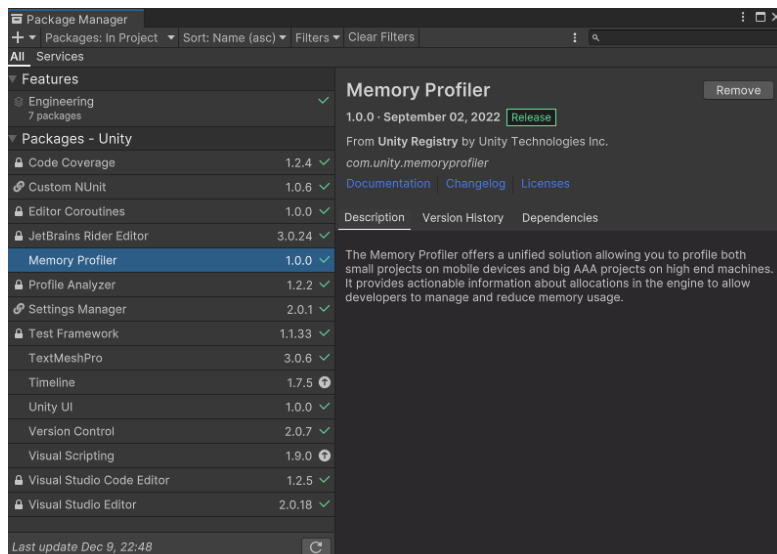 Package Manager
Packages: In Project Sort: Name (asc) Filters Clear Filters
All Services
Features
Engineering
7 packages
Packages - Unity
Code Coverage 1.2.4
Custom NUnit 1.0.6
Editor Coroutines 1.0.0
JetBrains Rider Editor 3.0.24
Memory Profiler 1.0.0
Profile Analyzer 1.2.2
Settings Manager 2.0.1
Test Framework 1.1.33
TextMeshPro 3.0.6
Timeline 1.7.5
Unity UI 1.0.0
Version Control 2.0.7
Visual Scripting 1.9.0
Visual Studio Code Editor 1.2.5
Visual Studio Editor 2.0.18
Last update Dec 9, 22:48
Memory Profiler
Remove
1.0.0 · September 02, 2022 Release
From Unity Registry by Unity Technologies Inc.
com.unity.memoryprofiler
Documentation Changelog Licenses
Description Version History Dependencies
The Memory Profiler offers a unified solution allowing you to profile both
small projects on mobile devices and big AAA projects on high end machines.
It provides actionable information about allocations in the engine to allow
developers to manage and reduce memory usage.